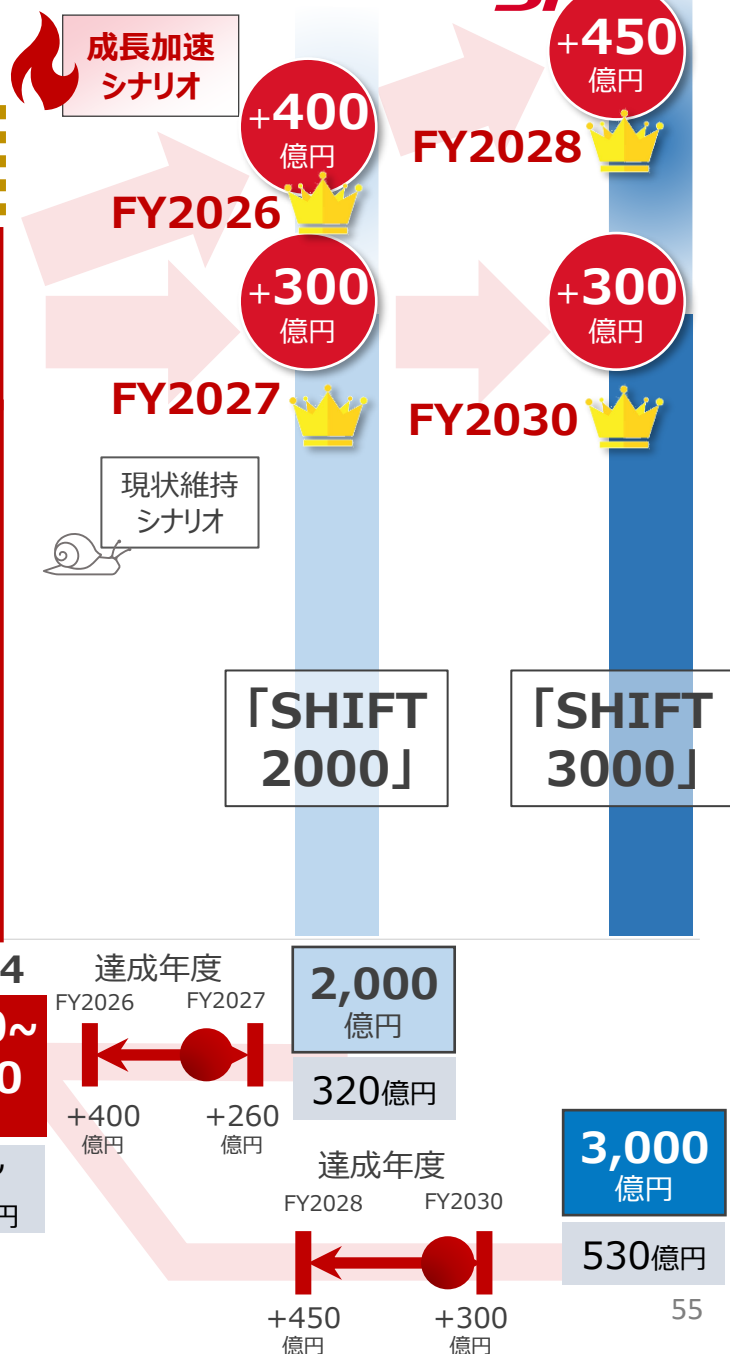 成長加速
シナリオ
+400
億円
+450
億円
FY2026
FY2028
+300
億円
+300
億円
FY2027
FY2030
現状維持
シナリオ
「SHIFT
2000」
「SHIFT
3000」
4
達成年度
FY2026
FY2027
2,000
億円
0~
0
+400
億円
+260
億円
320億円
円
達成年度
FY2028
FY2030
3,000
億円
530億円
+450
億円
+300
億円
55